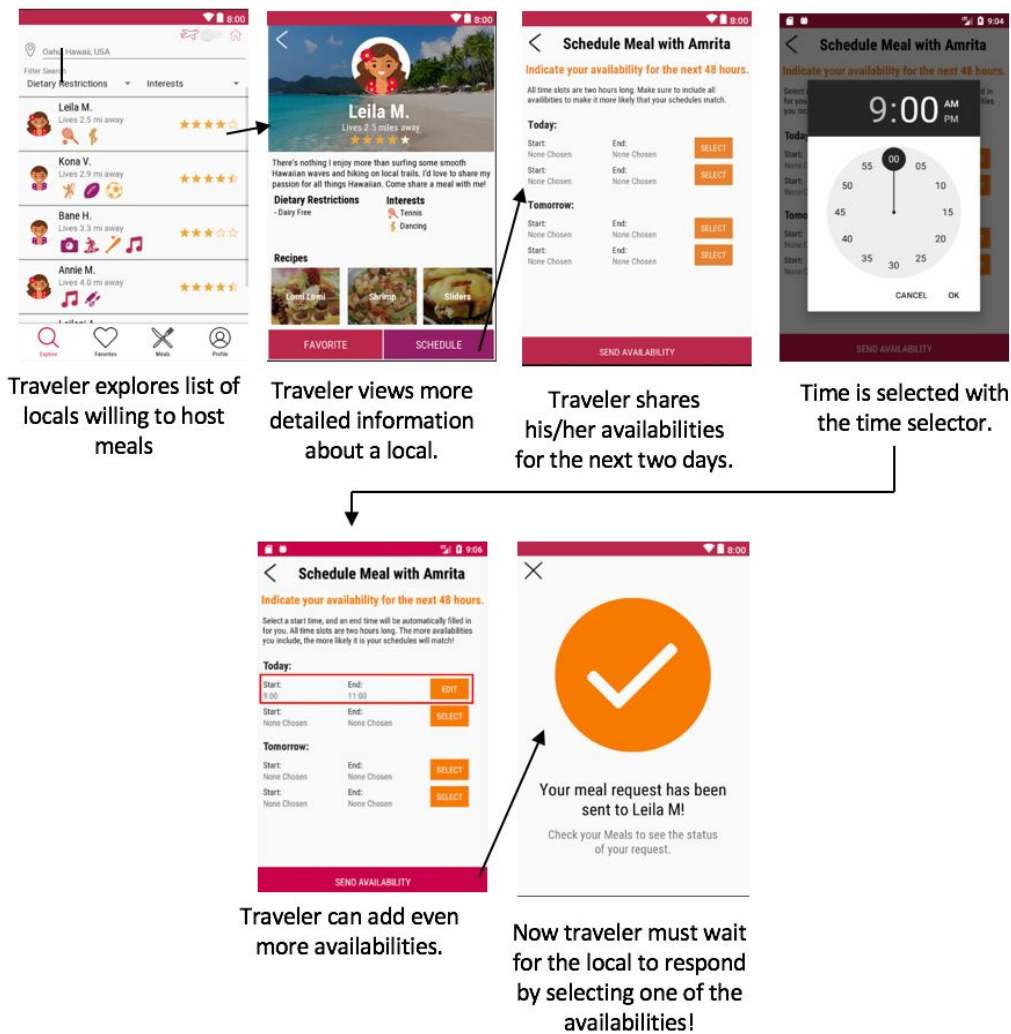 8:00
Oahu, Hawaii, USA
Filter Search
Dietary Restrictions Interests
Leila M.
Lives 2.5 mi away
Kona V.
Lives 2.9 mi away
Bane H.
Lives 3.3 mi away
Annie M.
Lives 4.0 mi away
Explore Favorites Meals Profile
Traveler explores list of
locals willing to host
meals
8:00
Leila M.
Lives 2.5 miles away
There's nothing I enjoy more than surfing some smooth
Hawaiian waves and hiking on local trails. I'd love to share my
passion for all things Hawaiian. Come share a meal with me!
Dietary Restrictions Interests
- Dairy Free Tennis
Dancing
Recipes
Lomi Lomi Shrimp Sliders
FAVORITE SCHEDULE
Traveler views more
detailed information
about a local.
8:00
Schedule Meal with Amrita
Indicate your availability for the next 48 hours.
All time slots are two hours long. Make sure to include all
availibties to make it more likely that your schedules match.
Today:
Start: End:
None Chosen None Chosen SELECT
Start: End:
None Chosen None Chosen SELECT
Tomorrow:
Start: End:
None Chosen None Chosen SELECT
Start: End:
None Chosen None Chosen SELECT
SEND AVAILABILITY
Traveler shares
his/her availabilities
for the next two days.
9:04
Schedule Meal with Amrita
Indicate your availability for the next 48 hours.
9:00 AM
PM
00
55 05
50 10
45 15
40 20
35 25
30
CANCEL OK
SEND AVAILABILITY
Time is selected with
the time selector.
9:06
Schedule Meal with Amrita
Indicate your availability for the next 48 hours.
Select a start time, and an end time will be automatically filled in
for you. All time slots are two hours long. The more availabilities
you include, the more likely it is your schedules will match!
Today:
Start: End:
9:00 11:00 EDIT
Start: End:
None Chosen None Chosen SELECT
Tomorrow:
Start: End:
None Chosen None Chosen SELECT
Start: End:
None Chosen None Chosen SELECT
SEND AVAILABILITY
Traveler can add even
more availabilities.
8:00
Your meal request has been
sent to Leila M!
Check your Meals to see the status
of your request.
Now traveler must wait
for the local to respond
by selecting one of the
availabilities!